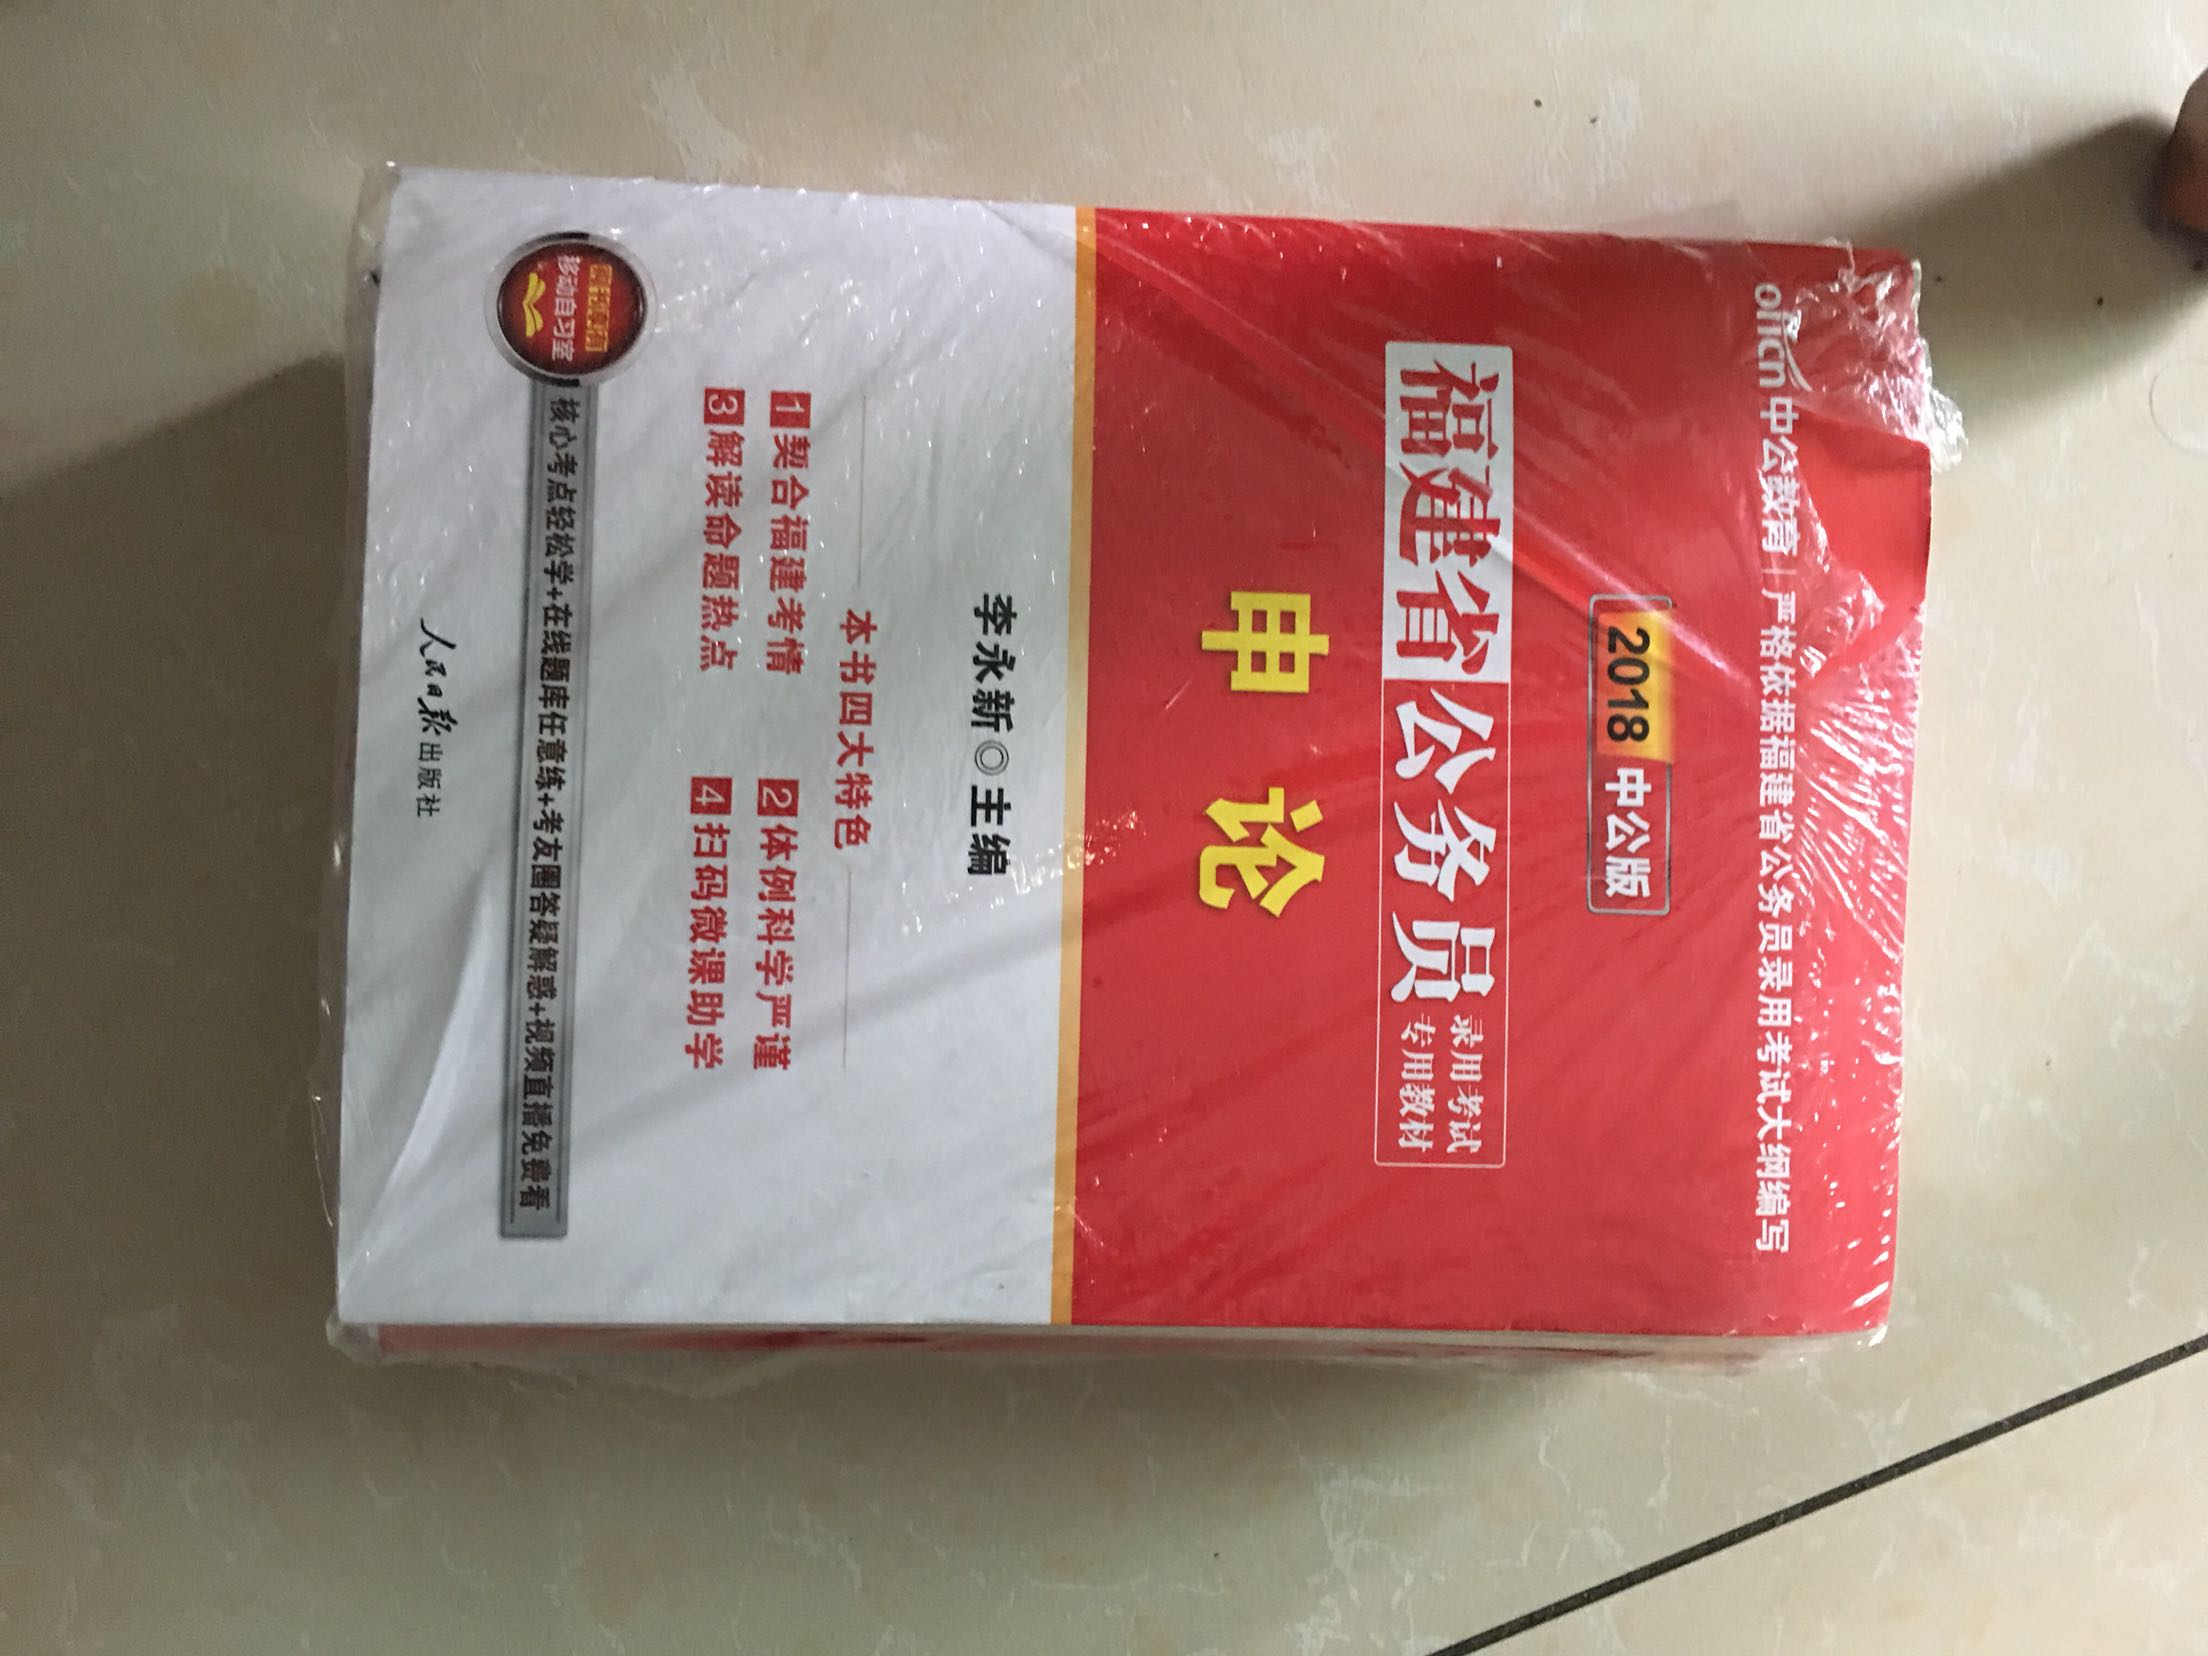 offcn 中公教育 | 严格依据福建省公务员录用考试大纲编写
2018 中公版
福建省公务员 录用考试
专用教材
申论
李永新◎主编
本书四大特色
1 契合福建考情 2 体例科学严谨
3 解读命题热点 4 扫码微课助学
移动自习室
核心考点轻松学+在线题库任意练+考友圈答疑解惑+视频直播免费看
人民日报出版社